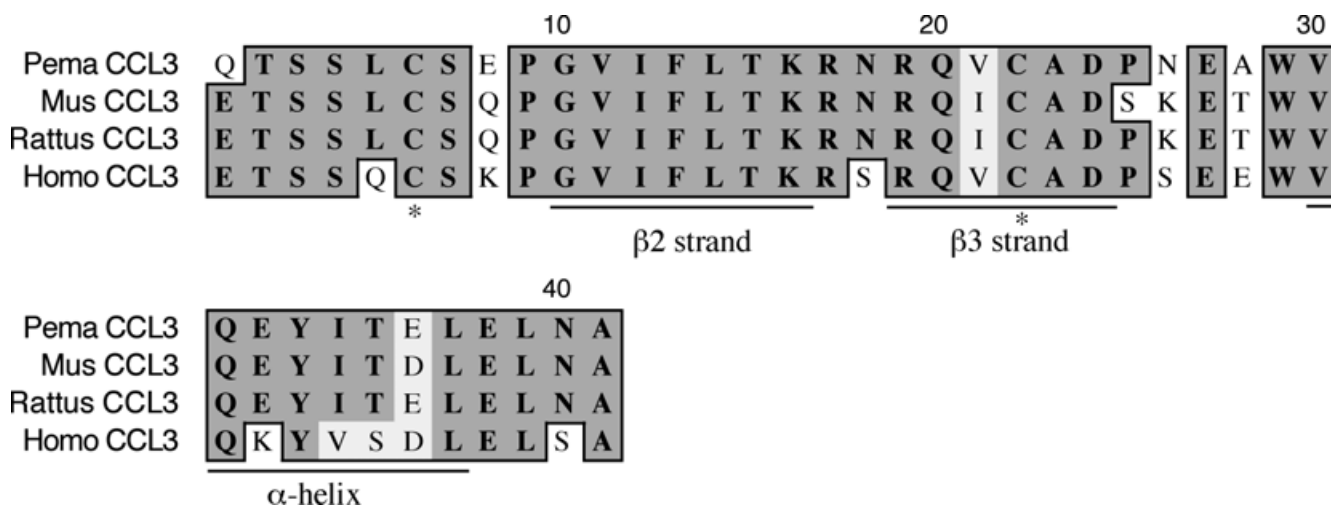 10 20 30
Pema CCL3 Q T S S L C S E P G V I F L T K R N R Q V C A D P N E A W V
Mus CCL3 E T S S L C S Q P G V I F L T K R N R Q I C A D S K E T W V
Rattus CCL3 E T S S L C S Q P G V I F L T K R N R Q I C A D P K E T W V
Homo CCL3 E T S S Q C S K P G V I F L T K R S R Q V C A D P S E E W V
* *
β2 strand β3 strand
40
Pema CCL3 Q E Y I T E L E L N A
Mus CCL3 Q E Y I T D L E L N A
Rattus CCL3 Q E Y I T E L E L N A
Homo CCL3 Q K Y V S D L E L S A
α-helix